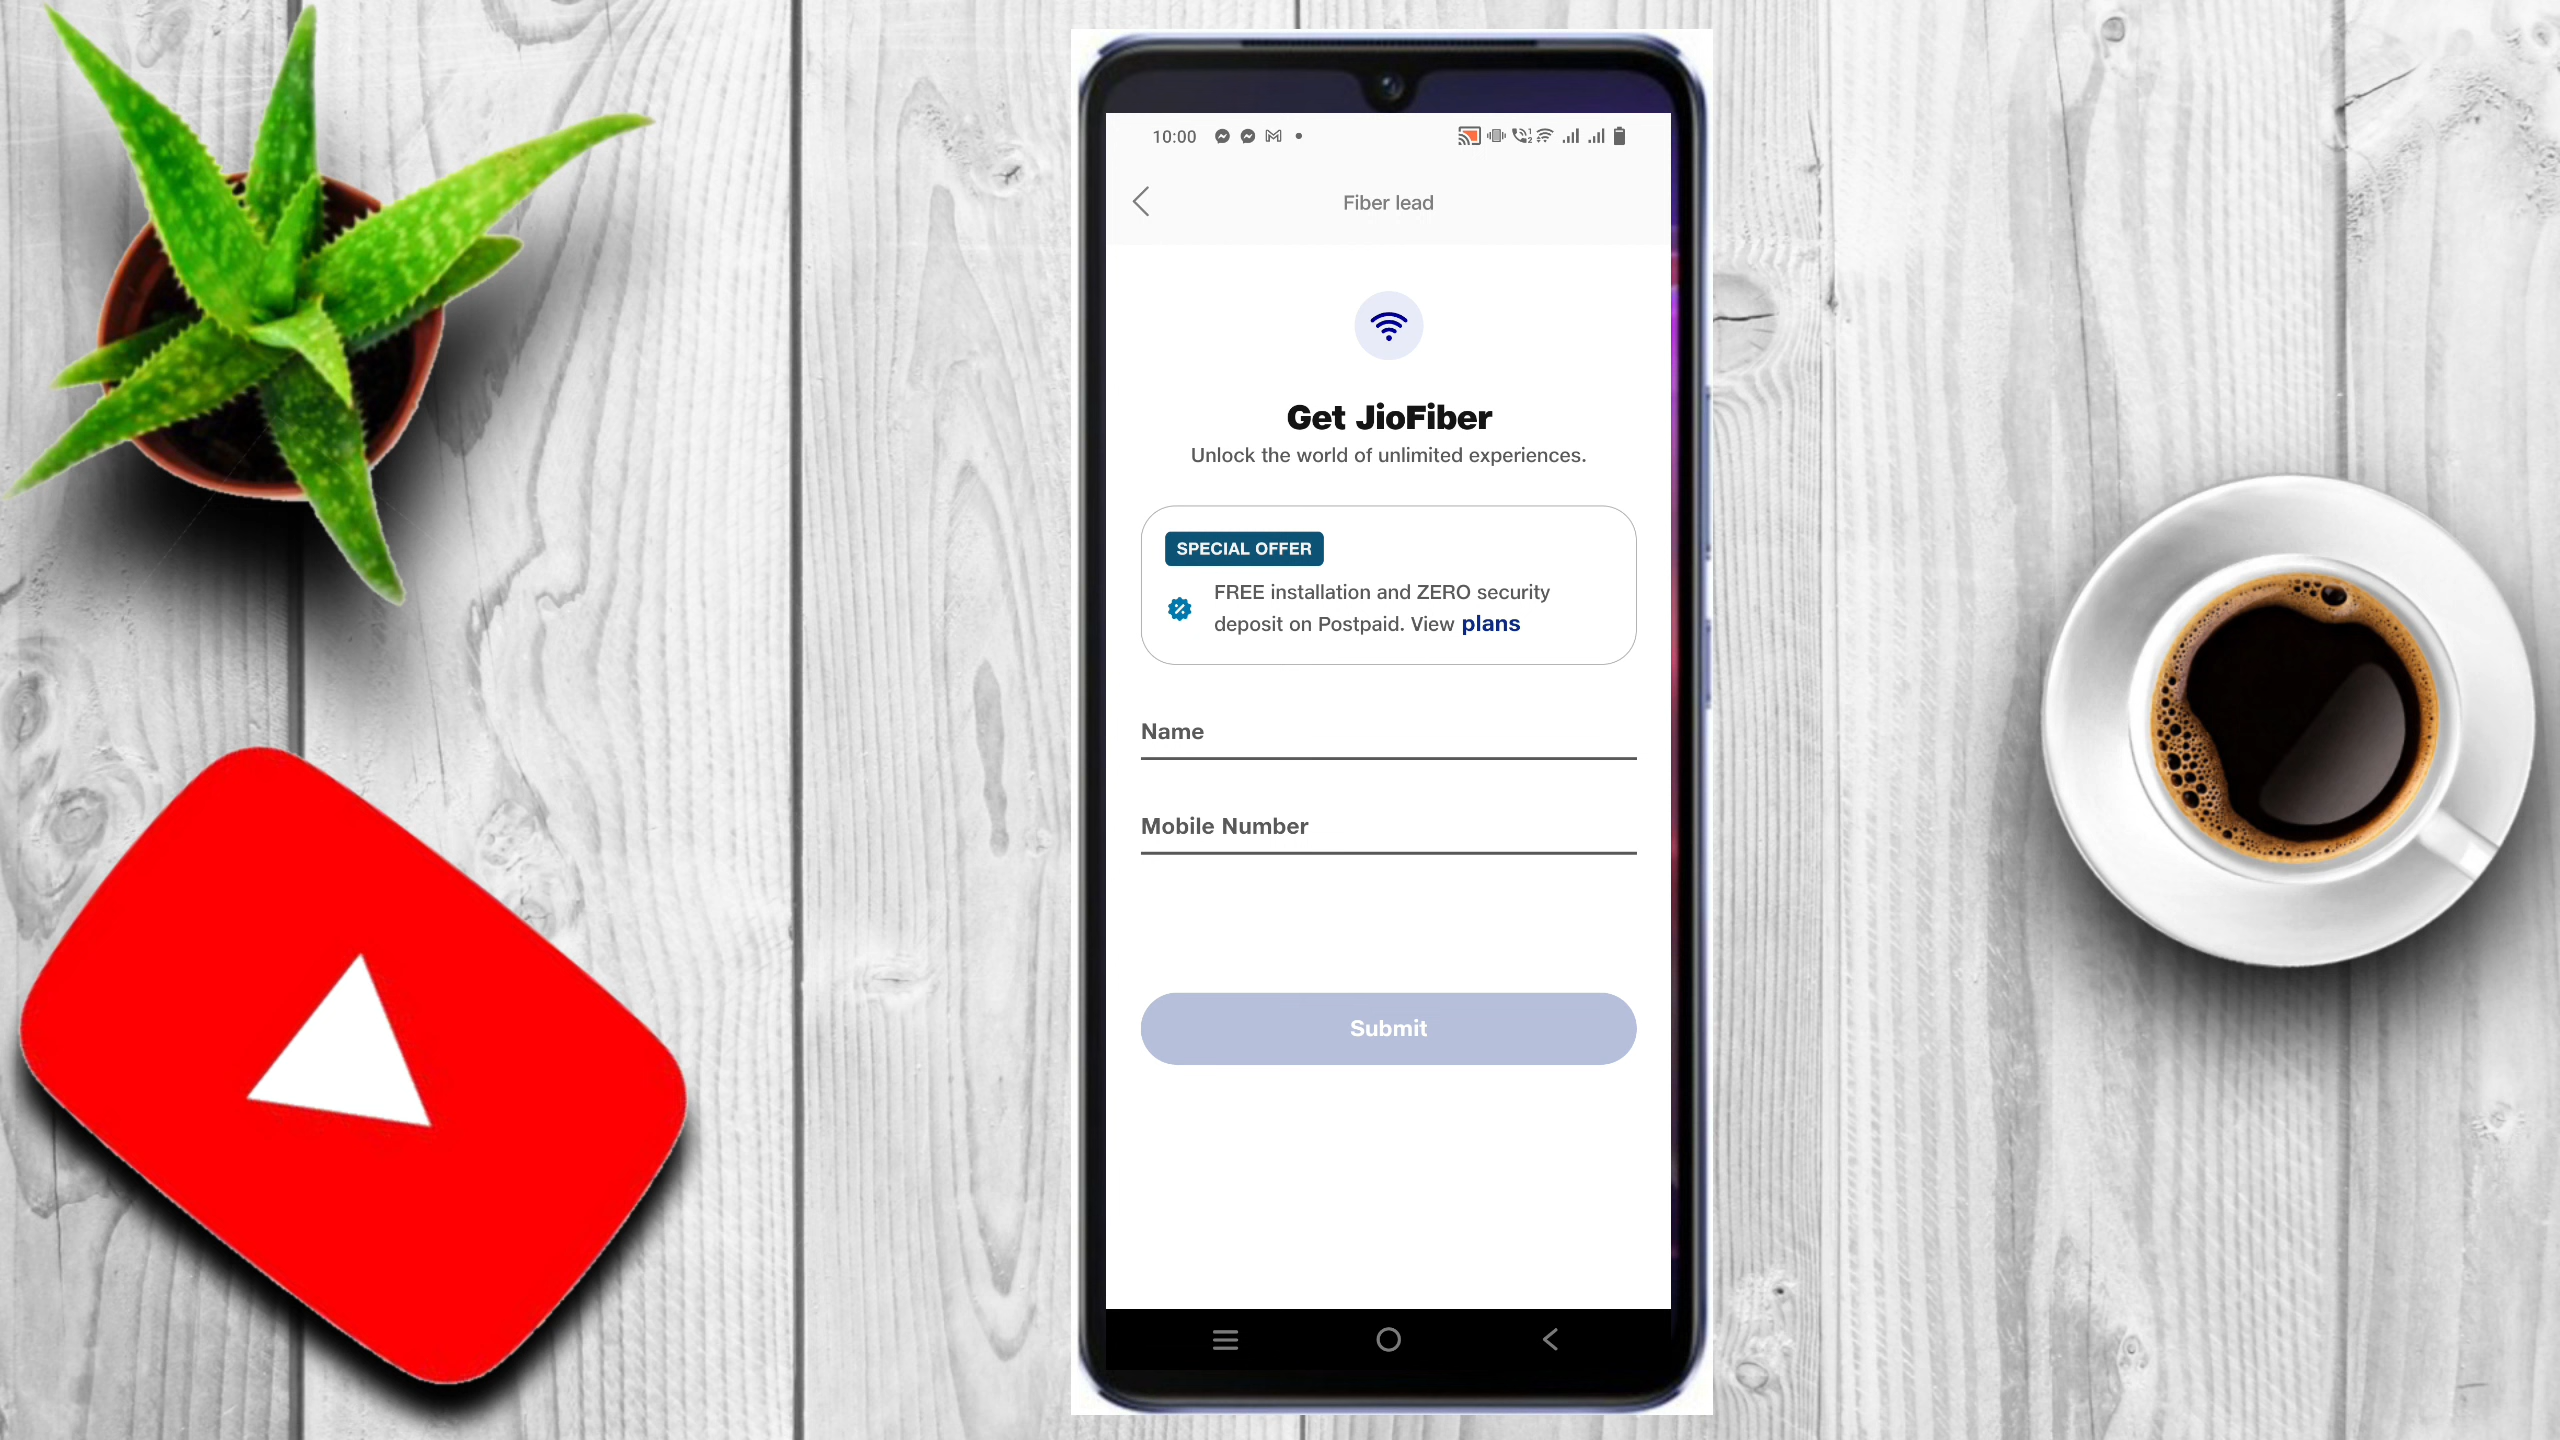 10:00
Fiber lead
Get JioFiber
Unlock the world of unlimited experiences.
SPECIAL OFFER
FREE installation and ZERO security
deposit on Postpaid. View plans
Name
Mobile Number
Submit